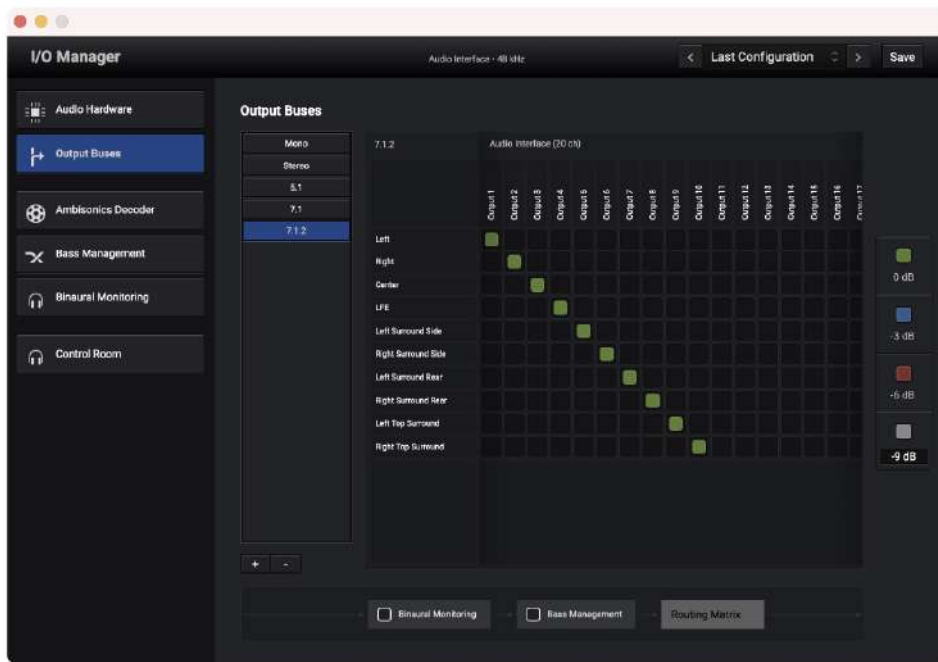 I/O Manager
Audio Interface • 48 kHz
< Last Configuration >
Save
Audio Hardware
Output Buses
Ambisonics Decoder
Bass Management
Binaural Monitoring
Control Room
Output Buses
Mono
Stereo
5.1
7.1
7.1.2
+ -
7.1.2
Audio Interface (20 ch)
Output 1
Output 2
Output 3
Output 4
Output 5
Output 6
Output 7
Output 8
Output 9
Output 10
Output 11
Output 12
Output 13
Output 14
Output 15
Output 16
Left
Right
Center
LFE
Left Surround Side
Right Surround Side
Left Surround Rear
Right Surround Rear
Left Top Surround
Right Top Surround
0 dB
-3 dB
-6 dB
-9 dB
Binaural Monitoring
Bass Management
Routing Matrix